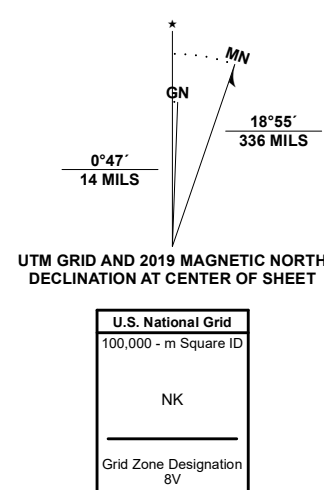 ★
MN
GN
18°55´
336 MILS
0°47´
14 MILS
UTM GRID AND 2019 MAGNETIC NORTH
DECLINATION AT CENTER OF SHEET
U.S. National Grid
100,000 - m Square ID
NK
Grid Zone Designation
8V